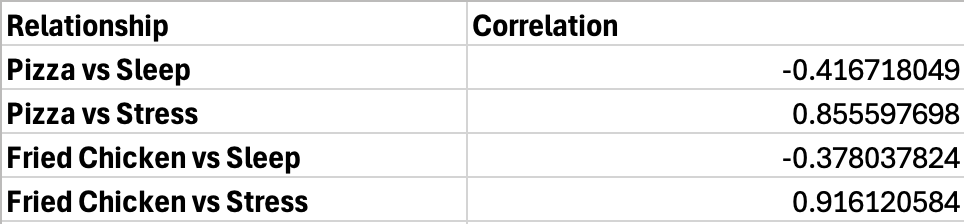 Relationship Correlation
Pizza vs Sleep -0.416718049
Pizza vs Stress 0.855597698
Fried Chicken vs Sleep -0.378037824
Fried Chicken vs Stress 0.916120584